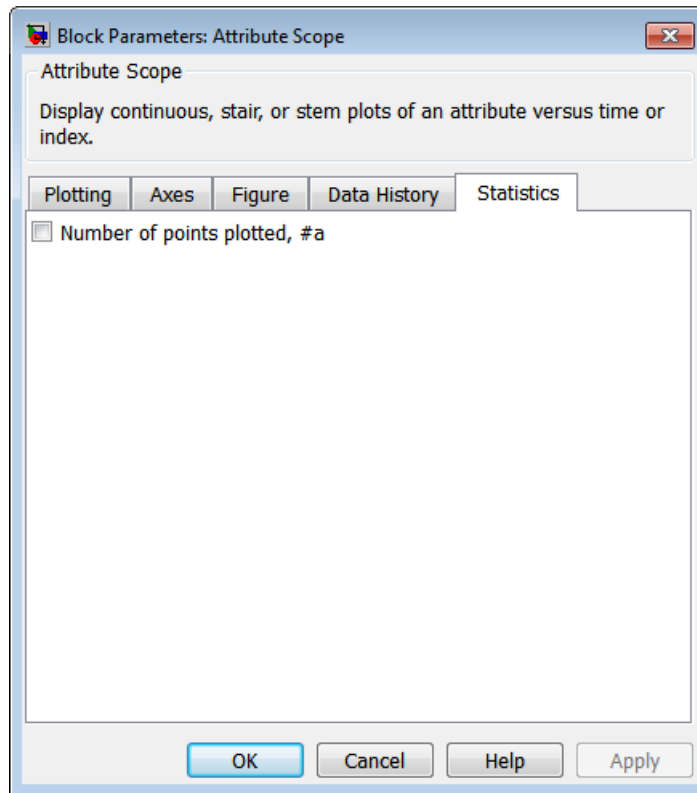 Block Parameters: Attribute Scope
Attribute Scope
Display continuous, stair, or stem plots of an attribute versus time or
index.
Plotting Axes Figure Data History Statistics
Number of points plotted, #a
OK Cancel Help Apply